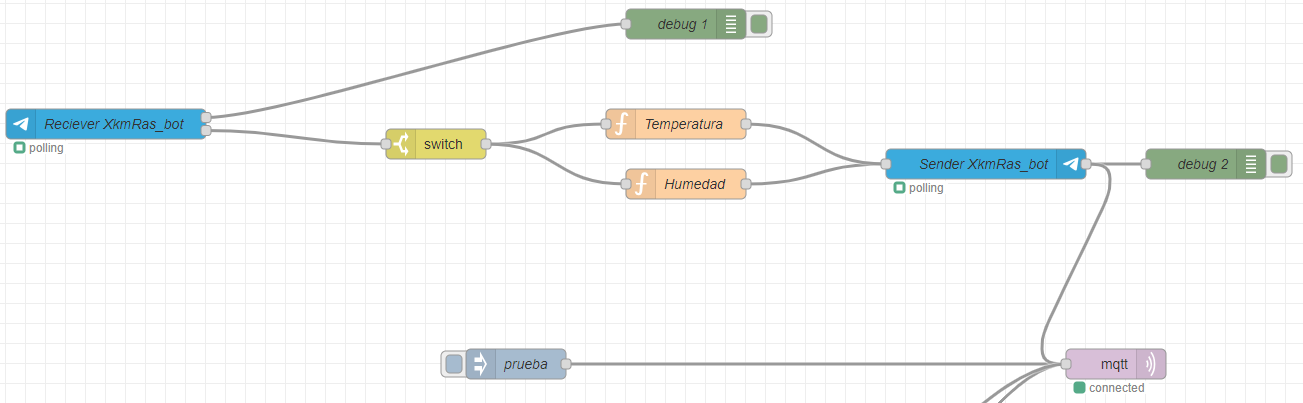 debug 1
Reciever XkmRas_bot
polling
switch
Temperatura
Humedad
Sender XkmRas_bot
polling
debug 2
prueba
mqtt
connected